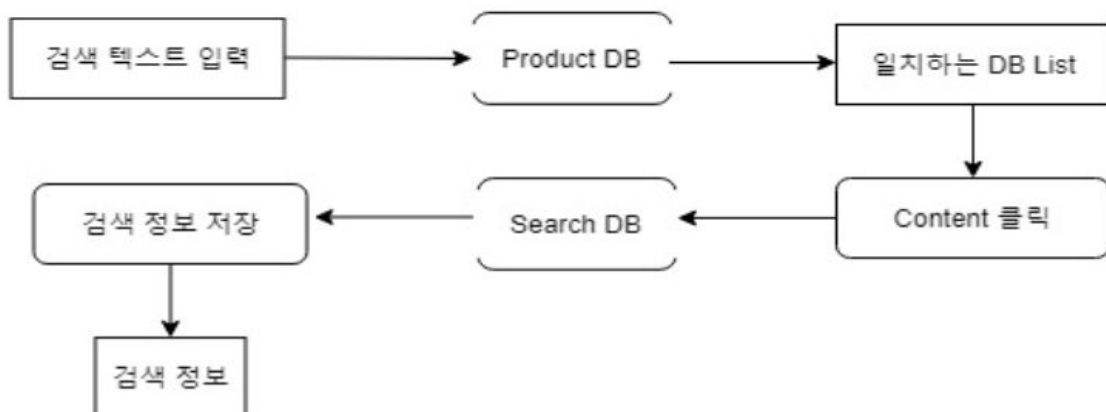 검색 텍스트 입력
Product DB
일치하는 DB List
Content 클릭
Search DB
검색 정보 저장
검색 정보